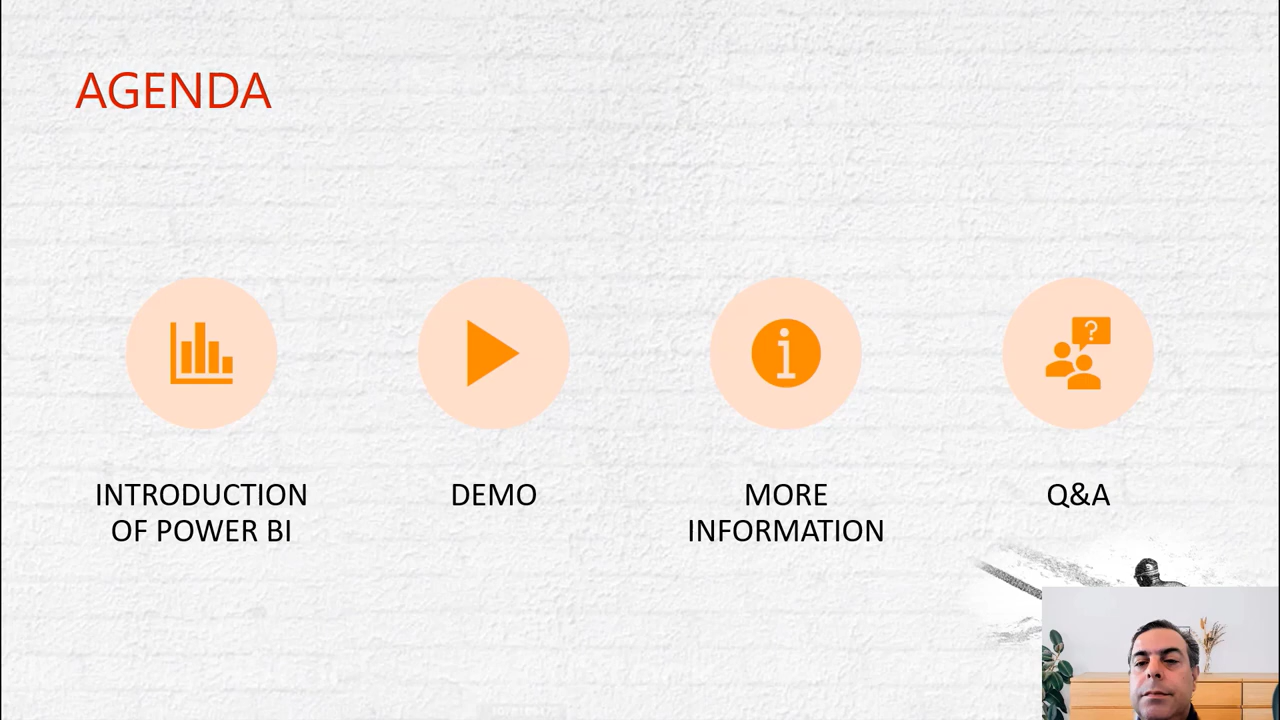 AGENDA
INTRODUCTION
OF POWER BI
DEMO
MORE
INFORMATION
Q&A